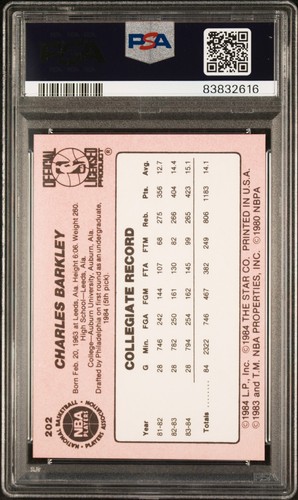 PSA
83832616
202
NATIONAL BASKETBALL
NBA
PLAYERS ASSOCIATION
OFFICIAL
NBA
LICENSED
PRODUCT ®
CHARLES BARKLEY
Born Feb. 20, 1963 at Leeds, Ala. Height 6:06 Weight 260.
High School—Leeds, Ala.
College—Auburn University, Auburn, Ala.
Drafted by Philadelphia on first round as an undergraduate,
1984 (5th pick).
COLLEGIATE RECORD
Year G Min. FGA FGM FTA FTM Reb. Pts. Avg.
81-82 28 746 242 144 107 68 275 356 12.7
82-83 28 782 250 161 130 82 266 404 14.4
83-84 28 794 254 162 145 99 265 423 15.1
Totals ----- 84 2322 746 467 382 249 806 1183 14.1
©1984 L.P., Inc. ©1984 THE STAR CO. PRINTED IN U.S.A.
©1983 and T.M. NBA PROPERTIES, INC. ©1980 NBPA